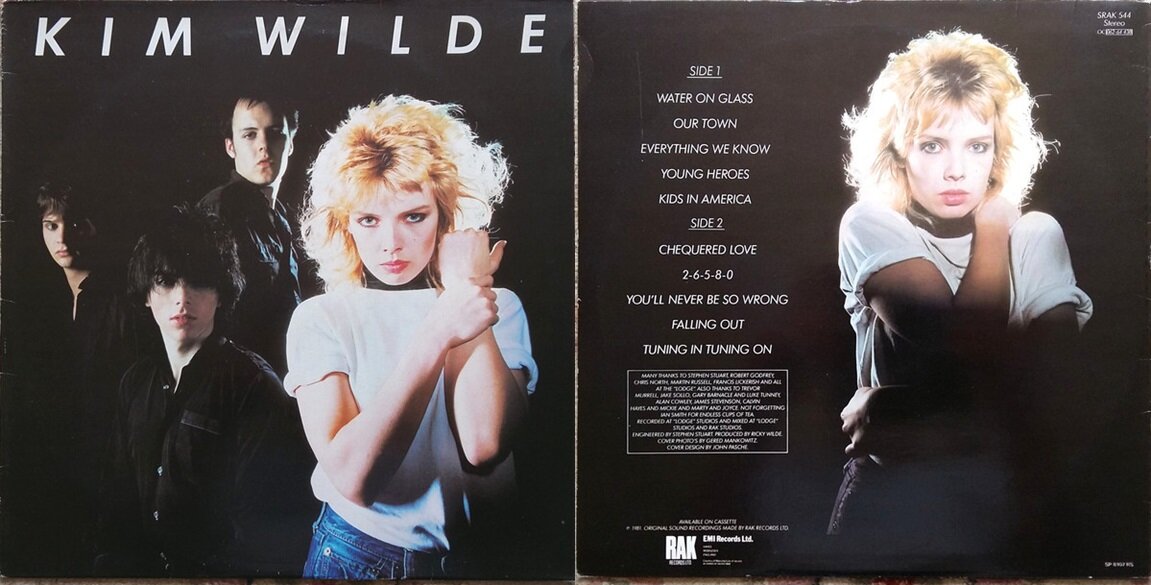 KIM WILDE
SRAK 544
Stereo
SIDE 1
WATER ON GLASS
OUR TOWN
EVERYTHING WE KNOW
YOUNG HEROES
KIDS IN AMERICA
SIDE 2
CHEQUERED LOVE
2-6-5-8-0
YOU'LL NEVER BE SO WRONG
FALLING OUT
TUNING IN TUNING ON
MANY THANKS TO STEPHEN STUART, ROBERT GODFREY,
CHRIS NORTH, MARTIN RUSSELL, FRANCIS LICKERISH AND ALL
AT THE "LODGE" ALSO THANKS TO TREVOR
MURRELL, JAKE SOLLO, GARY BARNACLE AND LUKE TUNNEY,
ALAN COWLEY, JAMES STEVENSON, CALVIN
HAYES AND MICKIE AND MARTY AND JOYCE. NOT FORGETTING
IAN SMITH FOR ENDLESS CUPS OF TEA.
RECORDED AT "LODGE" STUDIOS AND MIXED AT "LODGE"
STUDIOS AND RAK STUDIOS.
ENGINEERED BY STEPHEN STUART. PRODUCED BY RICKY WILDE.
COVER PHOTO'S BY GERED MANKOWITZ.
COVER DESIGN BY JOHN PASCHE.
AVAILABLE ON CASSETTE
℗ 1981 ORIGINAL SOUND RECORDINGS MADE BY RAK RECORDS LTD.
RAK
RECORDS LTD
EMI Records Ltd.